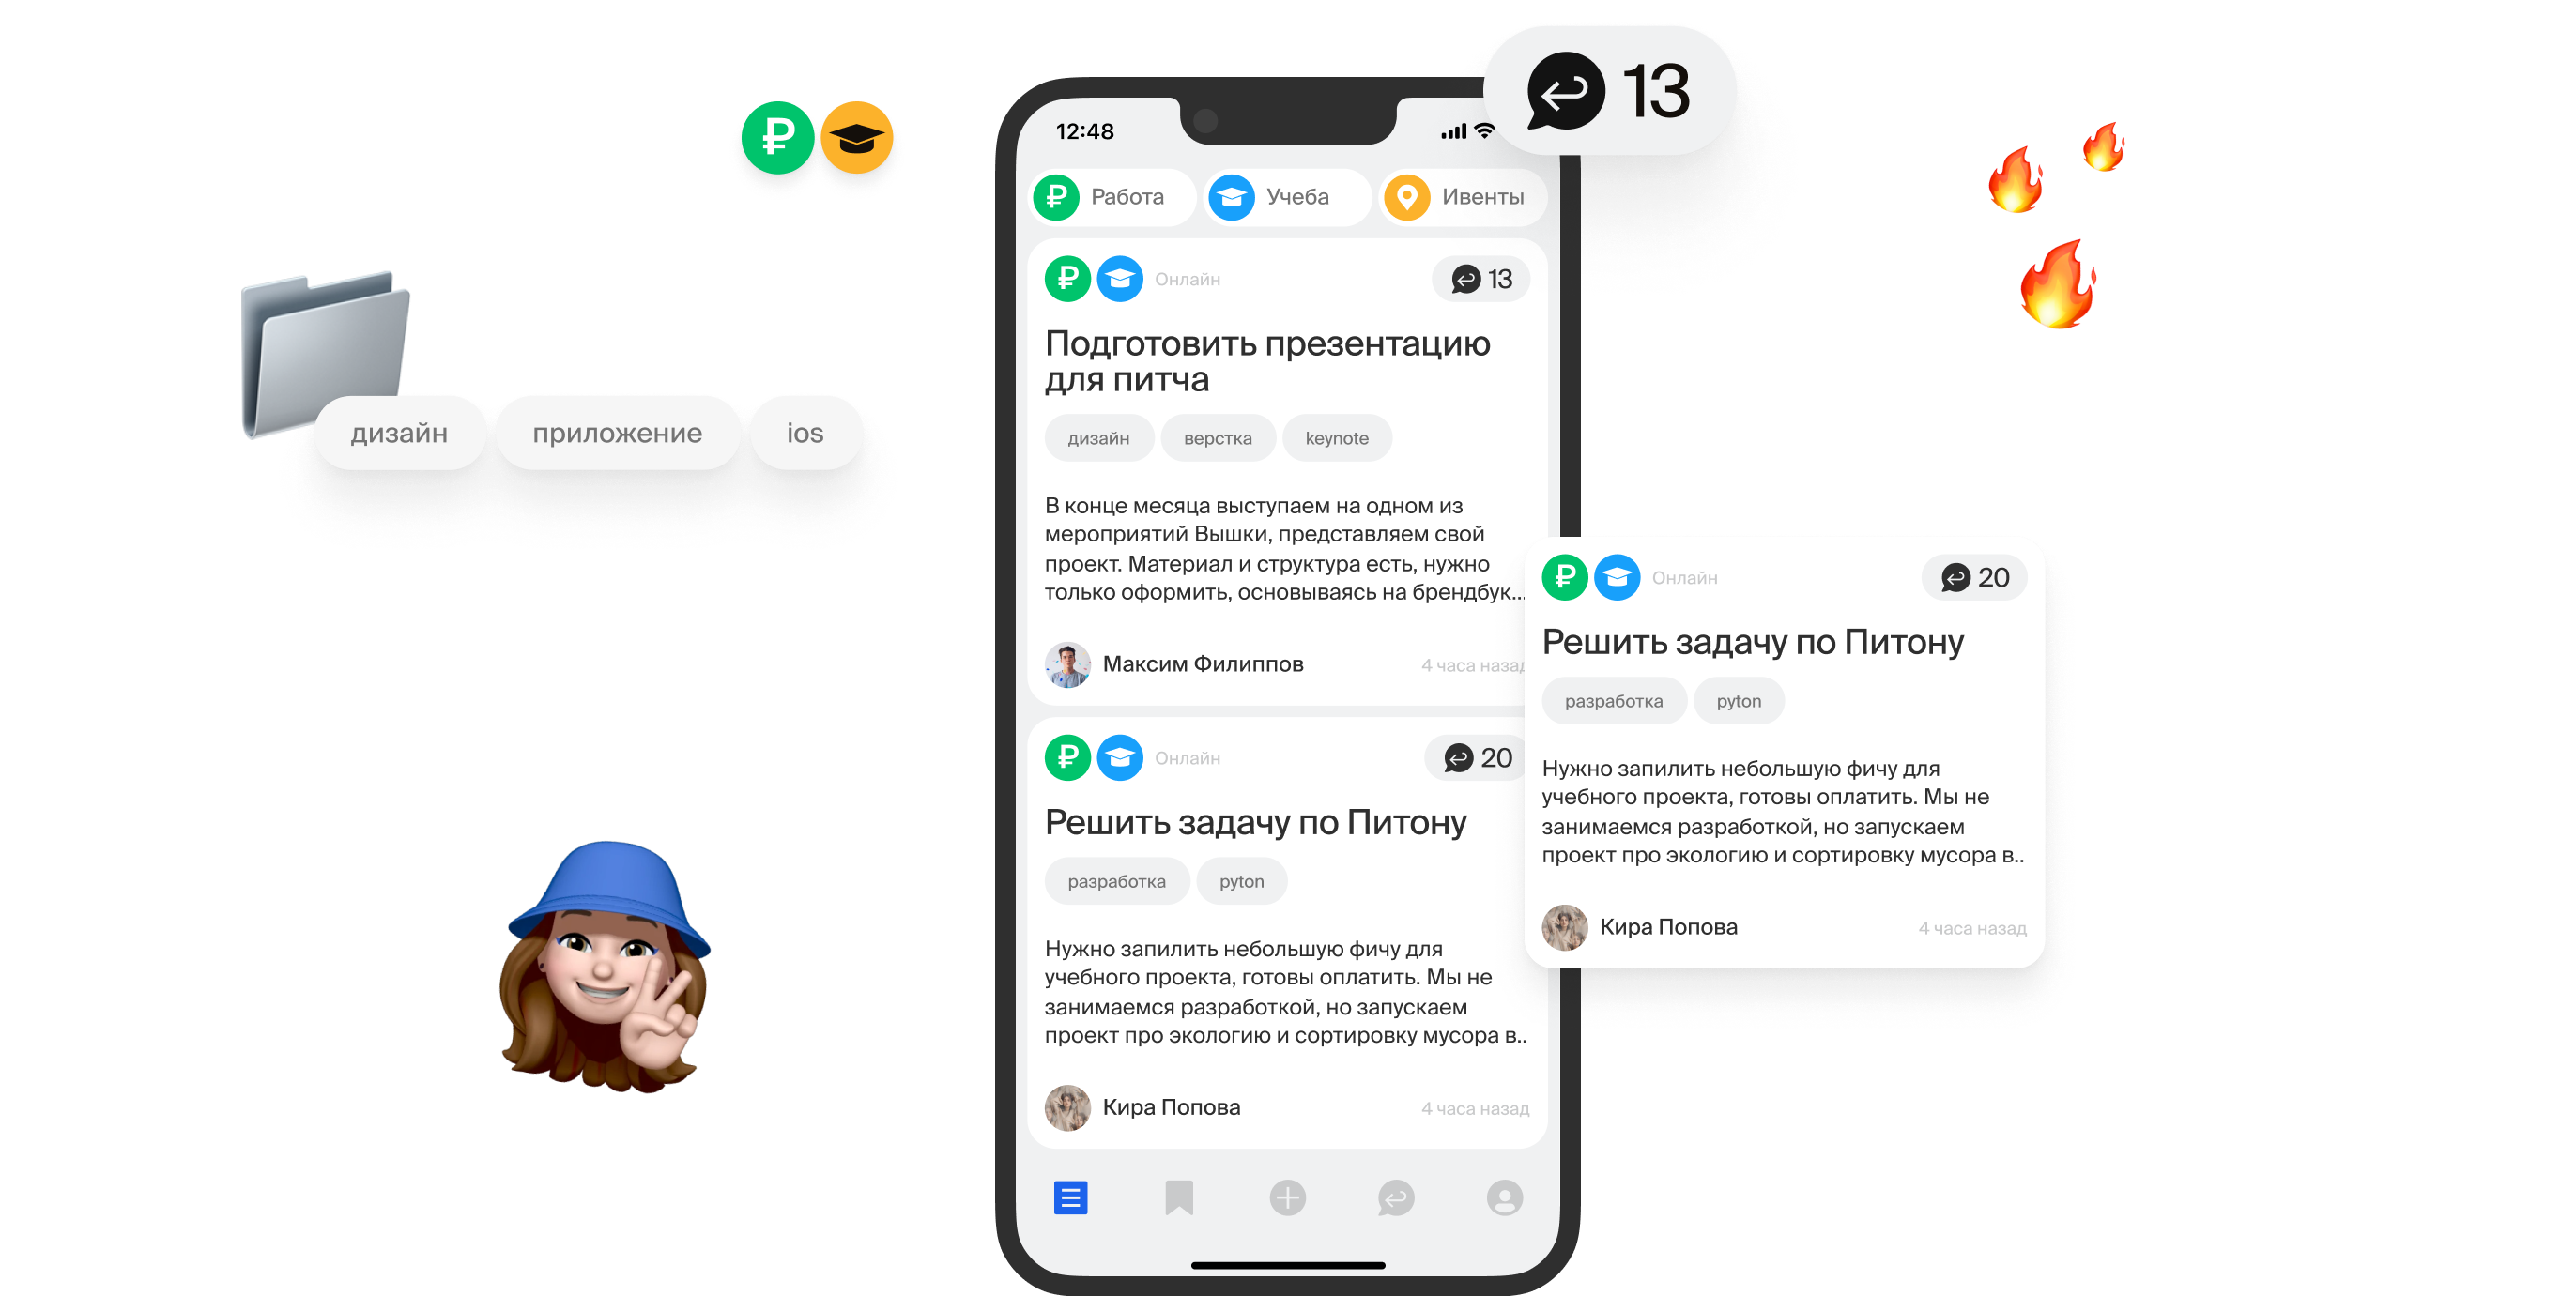 13
12:48
Работа
Учеба
Ивенты
Онлайн
13
Подготовить презентацию
для питча
дизайн
верстка
keynote
В конце месяца выступаем на одном из
мероприятий Вышки, представляем свой
проект. Материал и структура есть, нужно
только оформить, основываясь на брендбук...
Максим Филиппов
4 часа назад
Онлайн
20
Решить задачу по Питону
разработка
pyton
Нужно запилить небольшую фичу для
учебного проекта, готовы оплатить. Мы не
занимаемся разработкой, но запускаем
проект про экологию и сортировку мусора в..
Кира Попова
4 часа назад
дизайн
приложение
ios
Онлайн
20
Решить задачу по Питону
разработка
pyton
Нужно запилить небольшую фичу для
учебного проекта, готовы оплатить. Мы не
занимаемся разработкой, но запускаем
проект про экологию и сортировку мусора в..
Кира Попова
4 часа назад